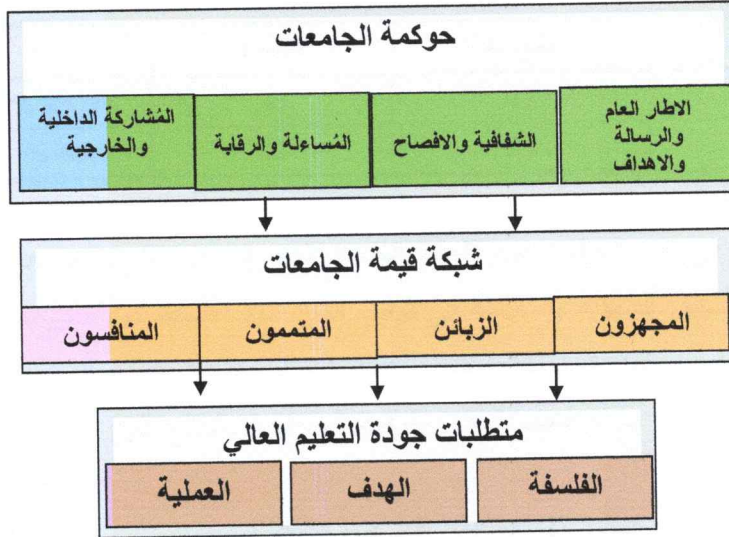 حوكمة الجامعات
الاطار العام
والرسالة
والاهداف
الشفافية والافصاح
المُساءلة والرقابة
المُشاركة الداخلية
والخارجية
شبكة قيمة الجامعات
المجهزون
الزبائن
المتممون
المنافسون
متطلبات جودة التعليم العالي
الفلسفة
الهدف
العملية